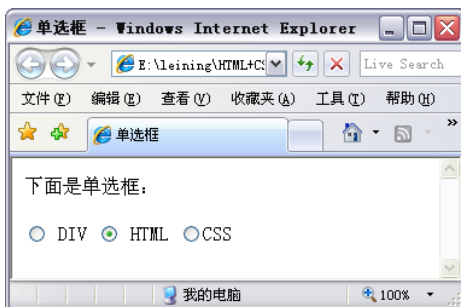 单选框 - Windows Internet Explorer
E:\leining\HTML+CS
Live Search
文件(F) 编辑(E) 查看(V) 收藏夹(A) 工具(T) 帮助(H)
单选框
»
下面是单选框：
DIV HTML CSS
我的电脑 100%